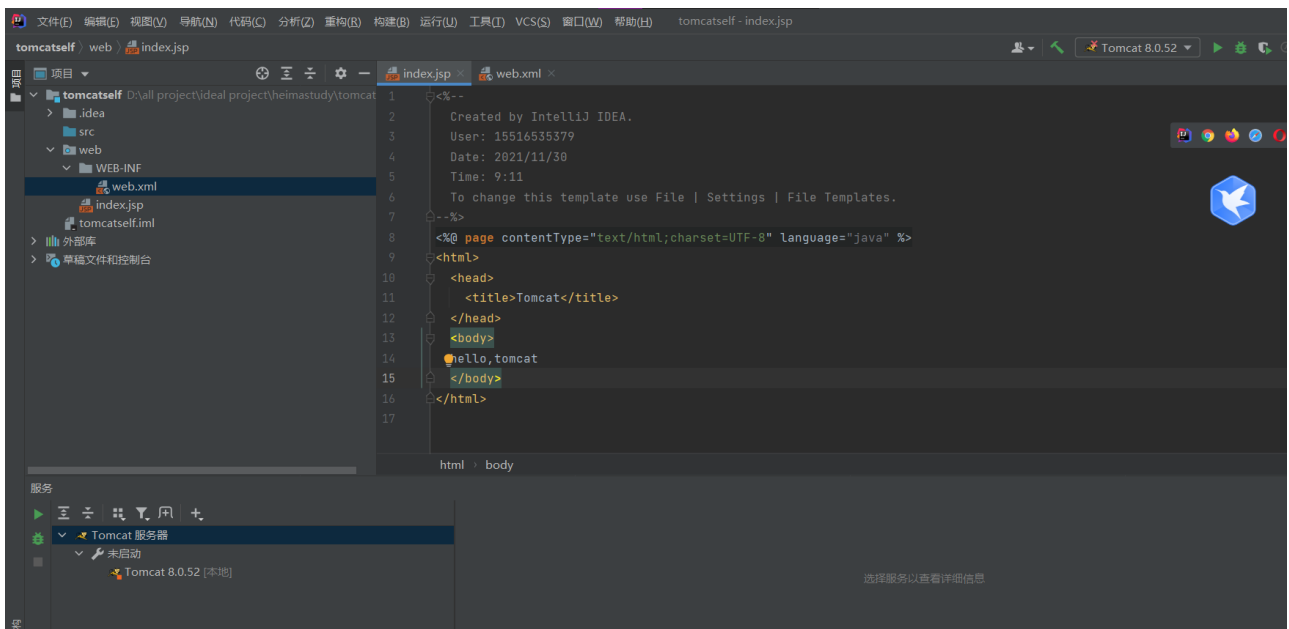 文件(F) 编辑(E) 视图(V) 导航(N) 代码(C) 分析(Z) 重构(R) 构建(B) 运行(U) 工具(T) VCS(S) 窗口(W) 帮助(H) tomcatself - index.jsp
tomcatself 〉 web 〉 index.jsp
Tomcat 8.0.52
项目
项目
index.jsp ×
web.xml ×
tomcatself D:\all project\ideal project\heimastudy\tomcat
.idea
src
web
WEB-INF
web.xml
index.jsp
tomcatself.iml
外部库
草稿文件和控制台
1 <%--
2 Created by IntelliJ IDEA.
3 User: 15516535379
4 Date: 2021/11/30
5 Time: 9:11
6 To change this template use File | Settings | File Templates.
7 --%>
8 <%@ page contentType="text/html;charset=UTF-8" language="java" %>
9 <html>
10 <head>
11 <title>Tomcat</title>
12 </head>
13 <body>
14 hello,tomcat
15 </body>
16 </html>
17
html › body
服务
Tomcat 服务器
未启动
Tomcat 8.0.52 [本地]
选择服务以查看详细信息